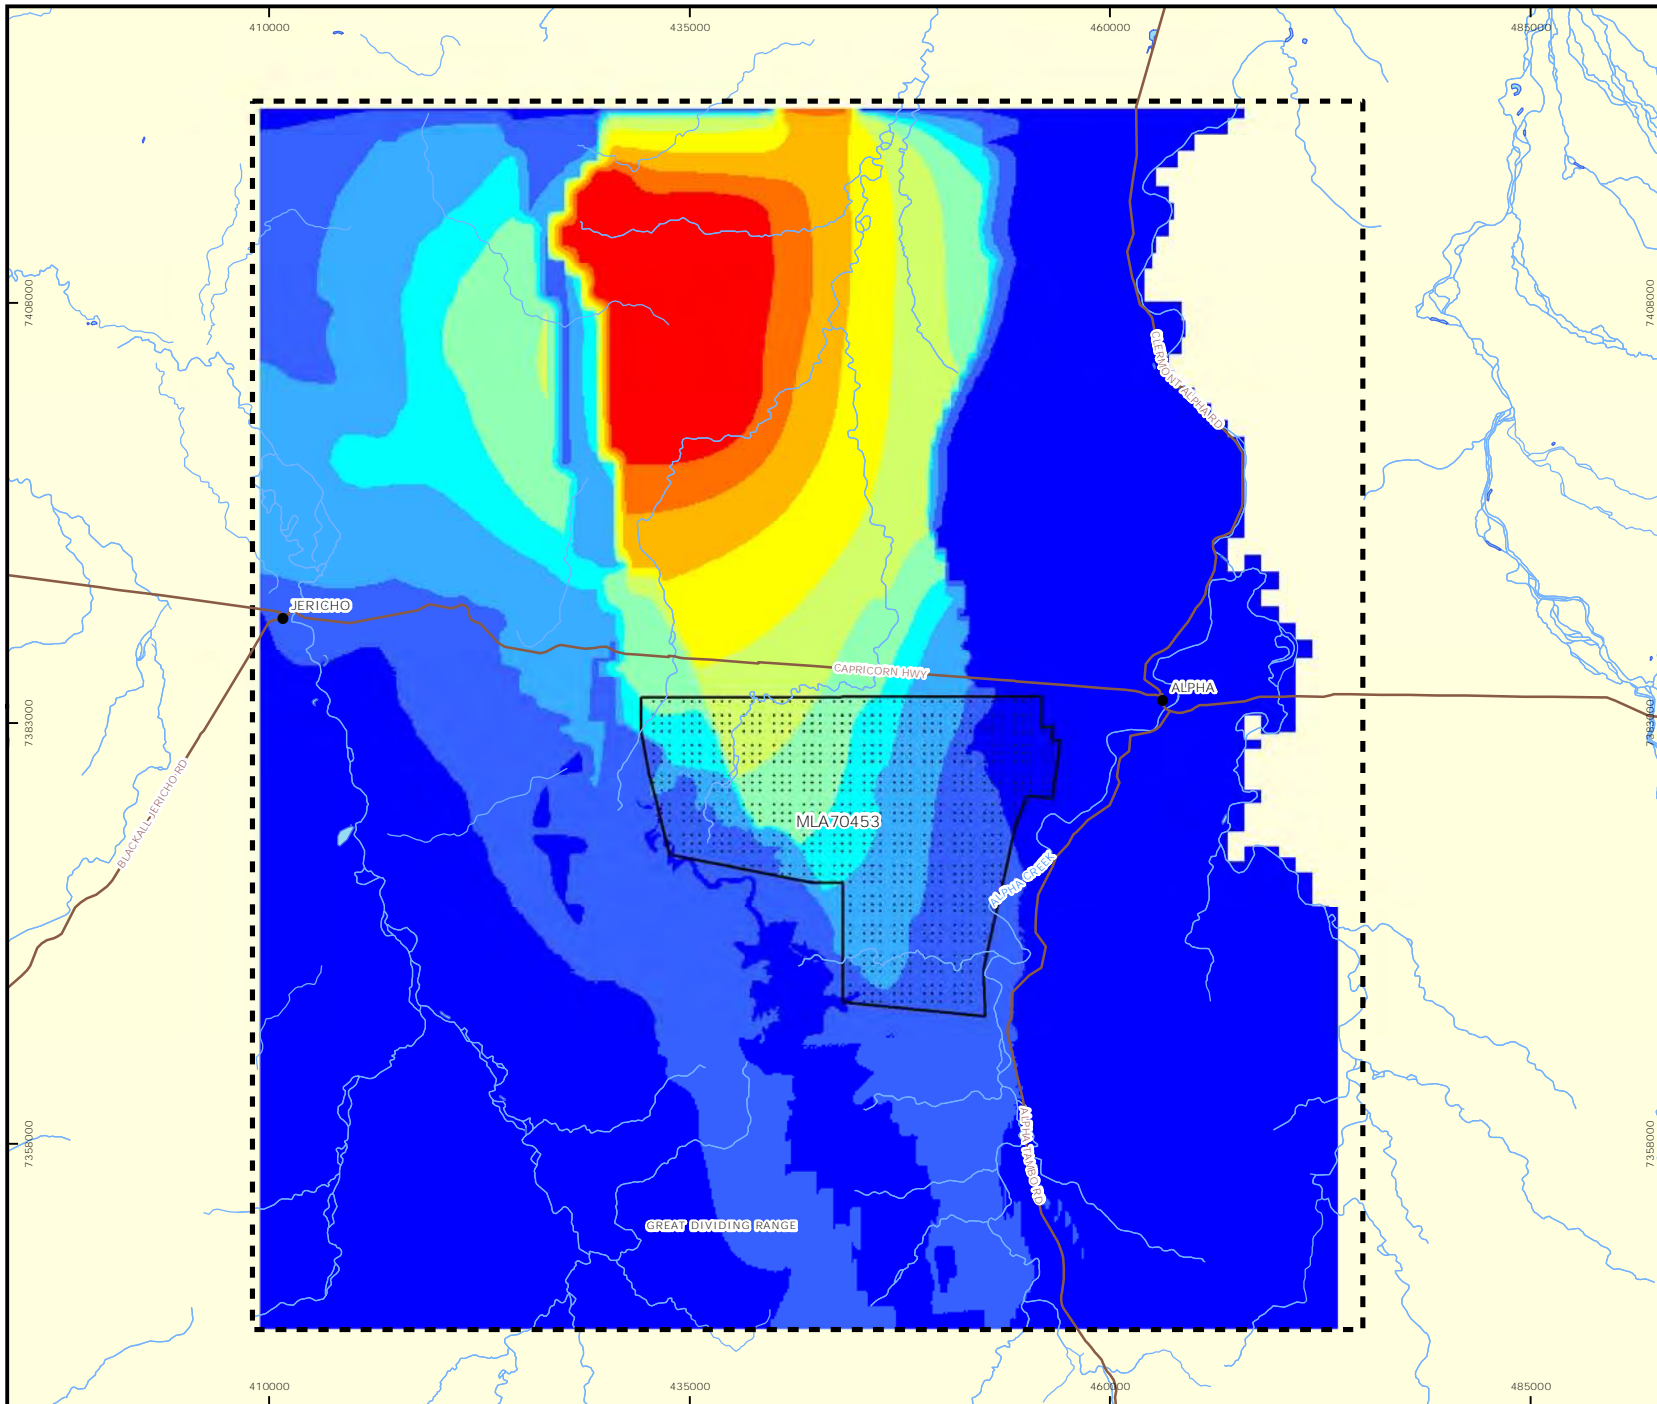 410000
435000
460000
485000
7408000
7408000
CLERMONT ALPHA RD
JERICHO
CAPRICORN HWY
ALPHA
7383000
7383000
BLACKALL-JERICHO RD
MLA70453
ALPHA CREEK
ALPHA TAMBO RD
7358000
7358000
GREAT DIVIDING RANGE
410000
435000
460000
485000